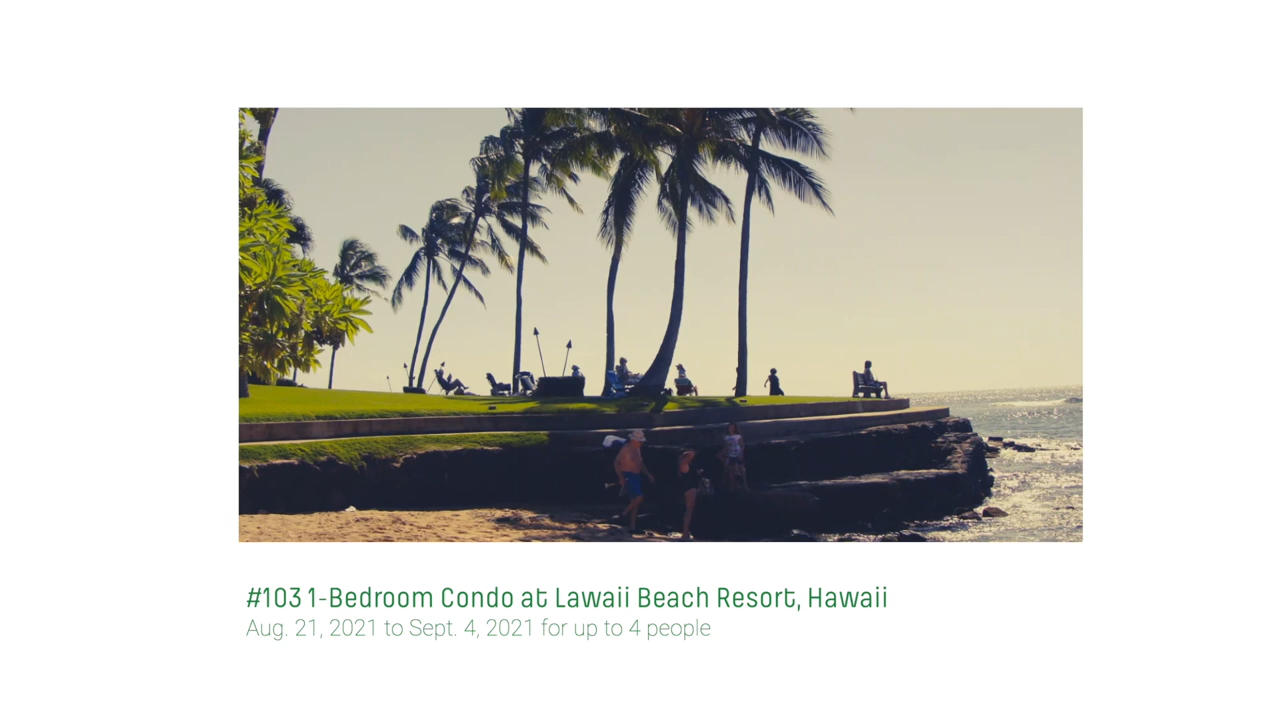 #103 1-Bedroom Condo at Lawaii Beach Resort, Hawaii
Aug. 21, 2021 to Sept. 4, 2021 for up to 4 people